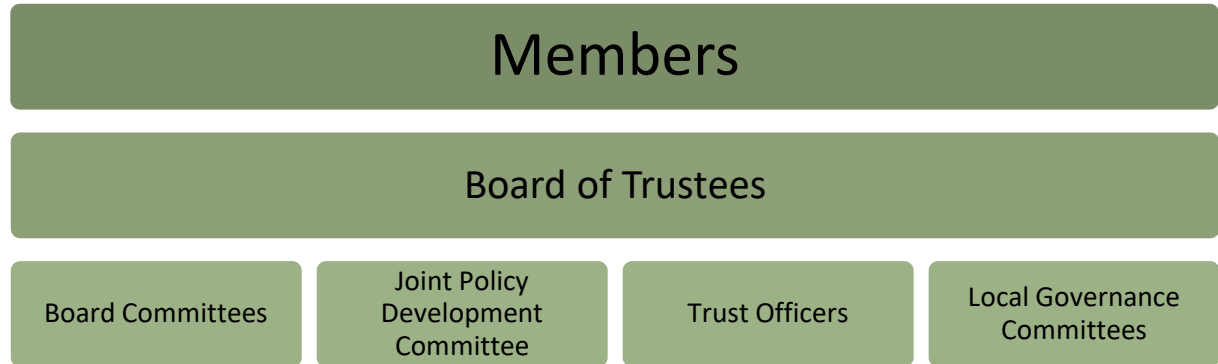 Members
Board of Trustees
Board Committees
Joint Policy
Development
Committee
Trust Officers
Local Governance
Committees